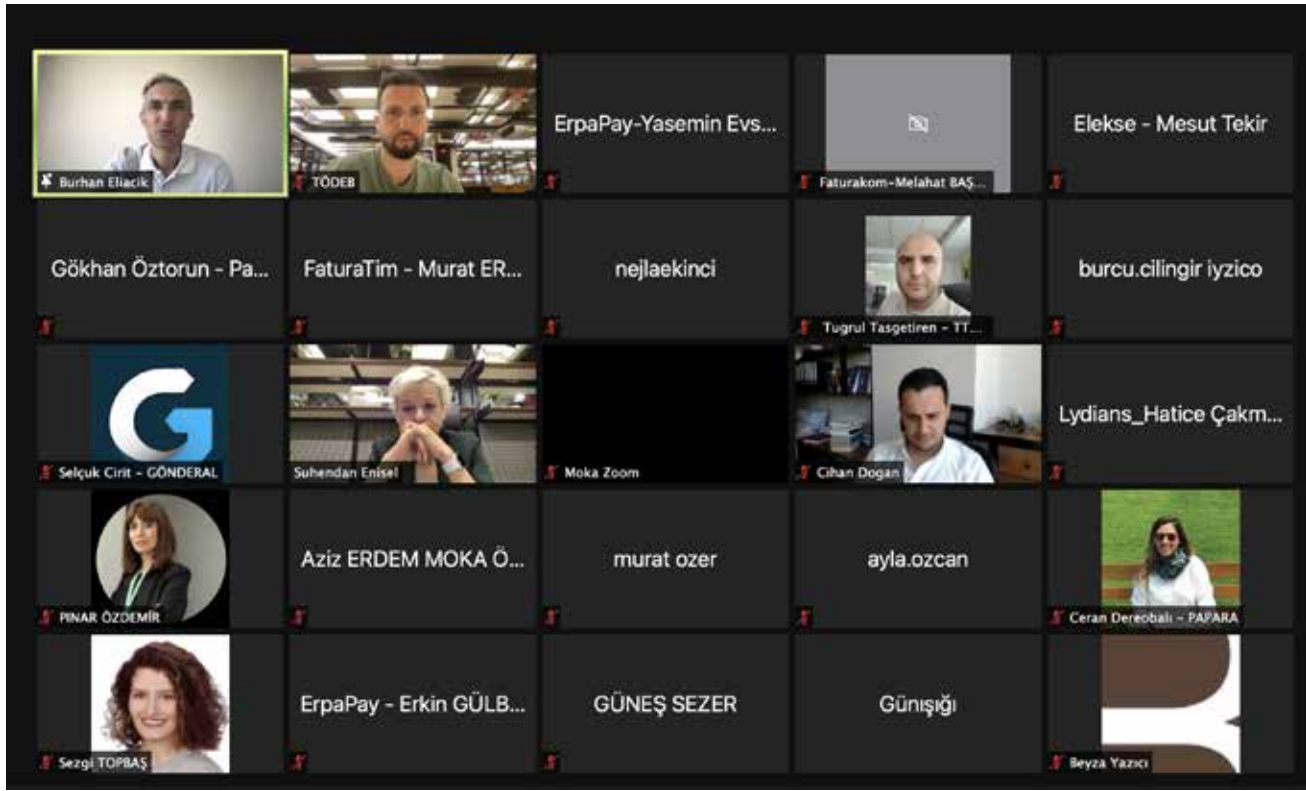 Burhan Eliacik
TÖDEB
ErpaPay-Yasemin Evs...
Faturakom-Melahat BAŞ...
Elekse - Mesut Tekir
Gökhan Öztorun - Pa...
FaturaTim - Murat ER...
nejlaekinci
Tugrul Tasgetiren - TT...
burcu.cilingir iyzico
Selçuk Cirit - GÖNDERAL
Suhendan Enisel
Moka Zoom
Cihan Dogan
Lydians_Hatice Çakm...
PINAR ÖZDEMİR
Aziz ERDEM MOKA Ö...
murat ozer
ayla.ozcan
Ceran Dereobalı - PAPARA
Sezgi TOPBAŞ
ErpaPay - Erkin GÜLB...
GÜNEŞ SEZER
Günışığı
Beyza Yazıcı